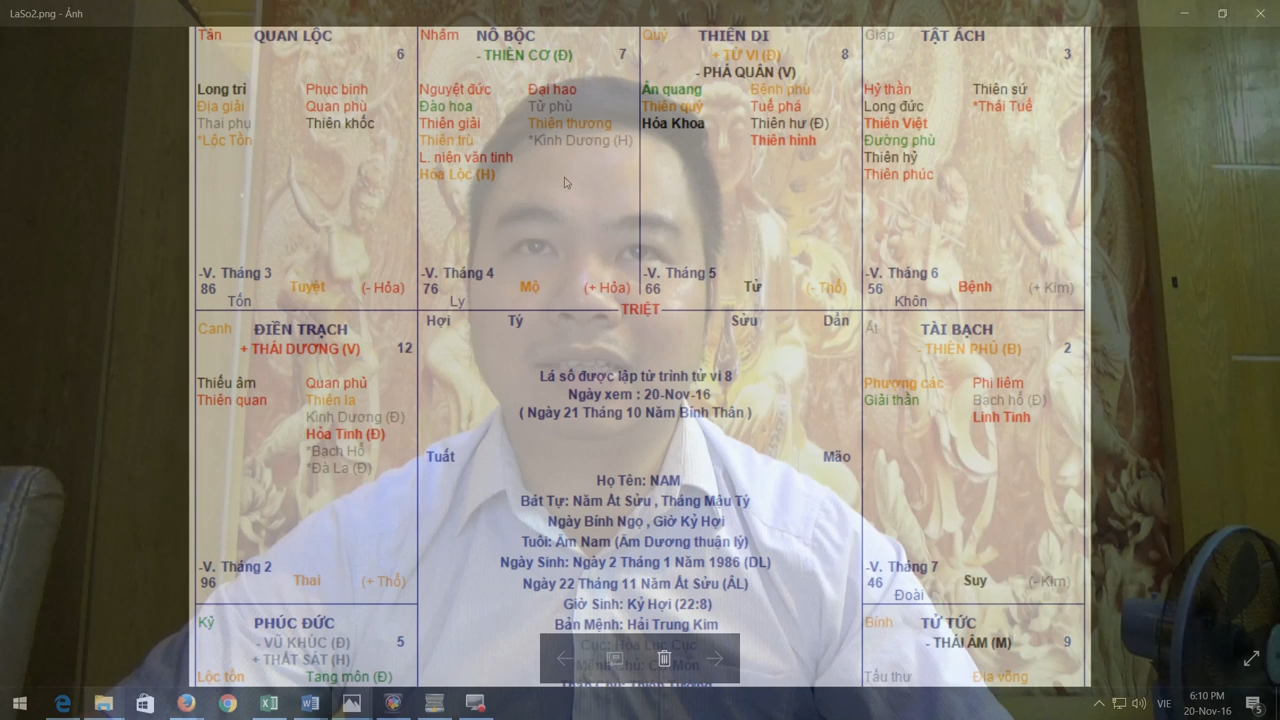 LaSo2.png - Ảnh
Tân QUAN LỘC 6
Long trì Phục binh
Địa giải Quan phù
Thai phụ Thiên khốc
*Lộc Tồn
-V. Tháng 3
86 Tuyệt (- Hỏa)
Tốn
Nhâm NÔ BỘC
- THIÊN CƠ (Đ) 7
Nguyệt đức Đại hao
Đào hoa Tử phù
Thiên giải Thiên thương
Thiên trù *Kình Dương (H)
L. niên văn tinh
Hóa Lộc (H)
-V. Tháng 4
76 Mộ (+ Hỏa)
Ly
Quý THIÊN DI
+ TỬ VI (Đ) 8
- PHÁ QUÂN (V)
Ân quang Bệnh phù
Thiên quý Tuế phá
Hóa Khoa Thiên hư (Đ)
Thiên hình
-V. Tháng 5
66 Tử (- Thổ)
Giáp TẬT ÁCH 3
Hỷ thần Thiên sứ
Long đức *Thái Tuế
Thiên Việt
Đường phù
Thiên hỷ
Thiên phúc
-V. Tháng 6
56 Bệnh (+ Kim)
Khôn
TRIỆT
Canh ĐIỀN TRẠCH
+ THÁI DƯƠNG (V) 12
Thiếu âm Quan phủ
Thiên quan Thiên la
Kình Dương (Đ)
Hỏa Tinh (Đ)
*Bạch Hổ
*Đà La (Đ)
-V. Tháng 2
96 Thai (+ Thổ)
Hợi Tý Sửu Dần
Lá số được lập từ trình tử vi 8
Ngày xem : 20-Nov-16
( Ngày 21 Tháng 10 Năm Bính Thân )
Tuất Mão
Họ Tên: NAM
Bát Tự: Năm Ất Sửu , Tháng Mậu Tý
Ngày Bính Ngọ , Giờ Kỷ Hợi
Tuổi: Âm Nam (Âm Dương thuận lý)
Ngày Sinh: Ngày 2 Tháng 1 Năm 1986 (DL)
Ngày 22 Tháng 11 Năm Ất Sửu (ÂL)
Giờ Sinh: Kỷ Hợi (22:8)
Bản Mệnh: Hải Trung Kim
Cục: Hỏa Lục Cục
Mệnh Chủ: Cự Môn
Ất TÀI BẠCH
- THIÊN PHỦ (B) 2
Phượng các Phi liêm
Giải thần Bạch hổ (Đ)
Linh Tinh
-V. Tháng 7
46 Suy (- Kim)
Đoài
Kỷ PHÚC ĐỨC
- VŨ KHÚC (Đ) 5
+ THẤT SÁT (H)
Lộc tồn Tang môn (Đ)
Bính TỬ TỨC
- THÁI ÂM (M) 9
Tấu thư Địa võng
VIE
6:10 PM
20-Nov-16
5